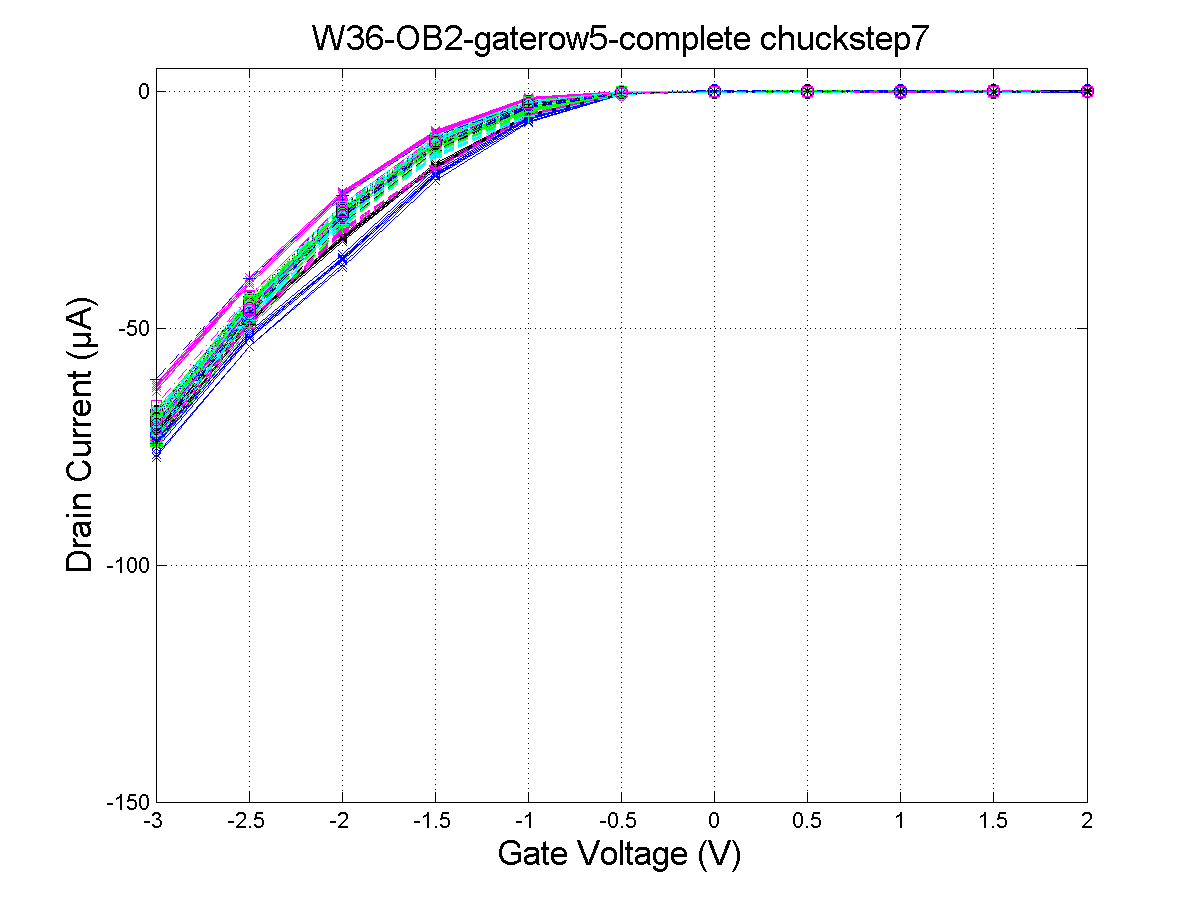 W36-OB2-gaterow5-complete chuckstep7
0
-50
-100
-150
Drain Current (µA)
-3 -2.5 -2 -1.5 -1 -0.5 0 0.5 1 1.5 2
Gate Voltage (V)